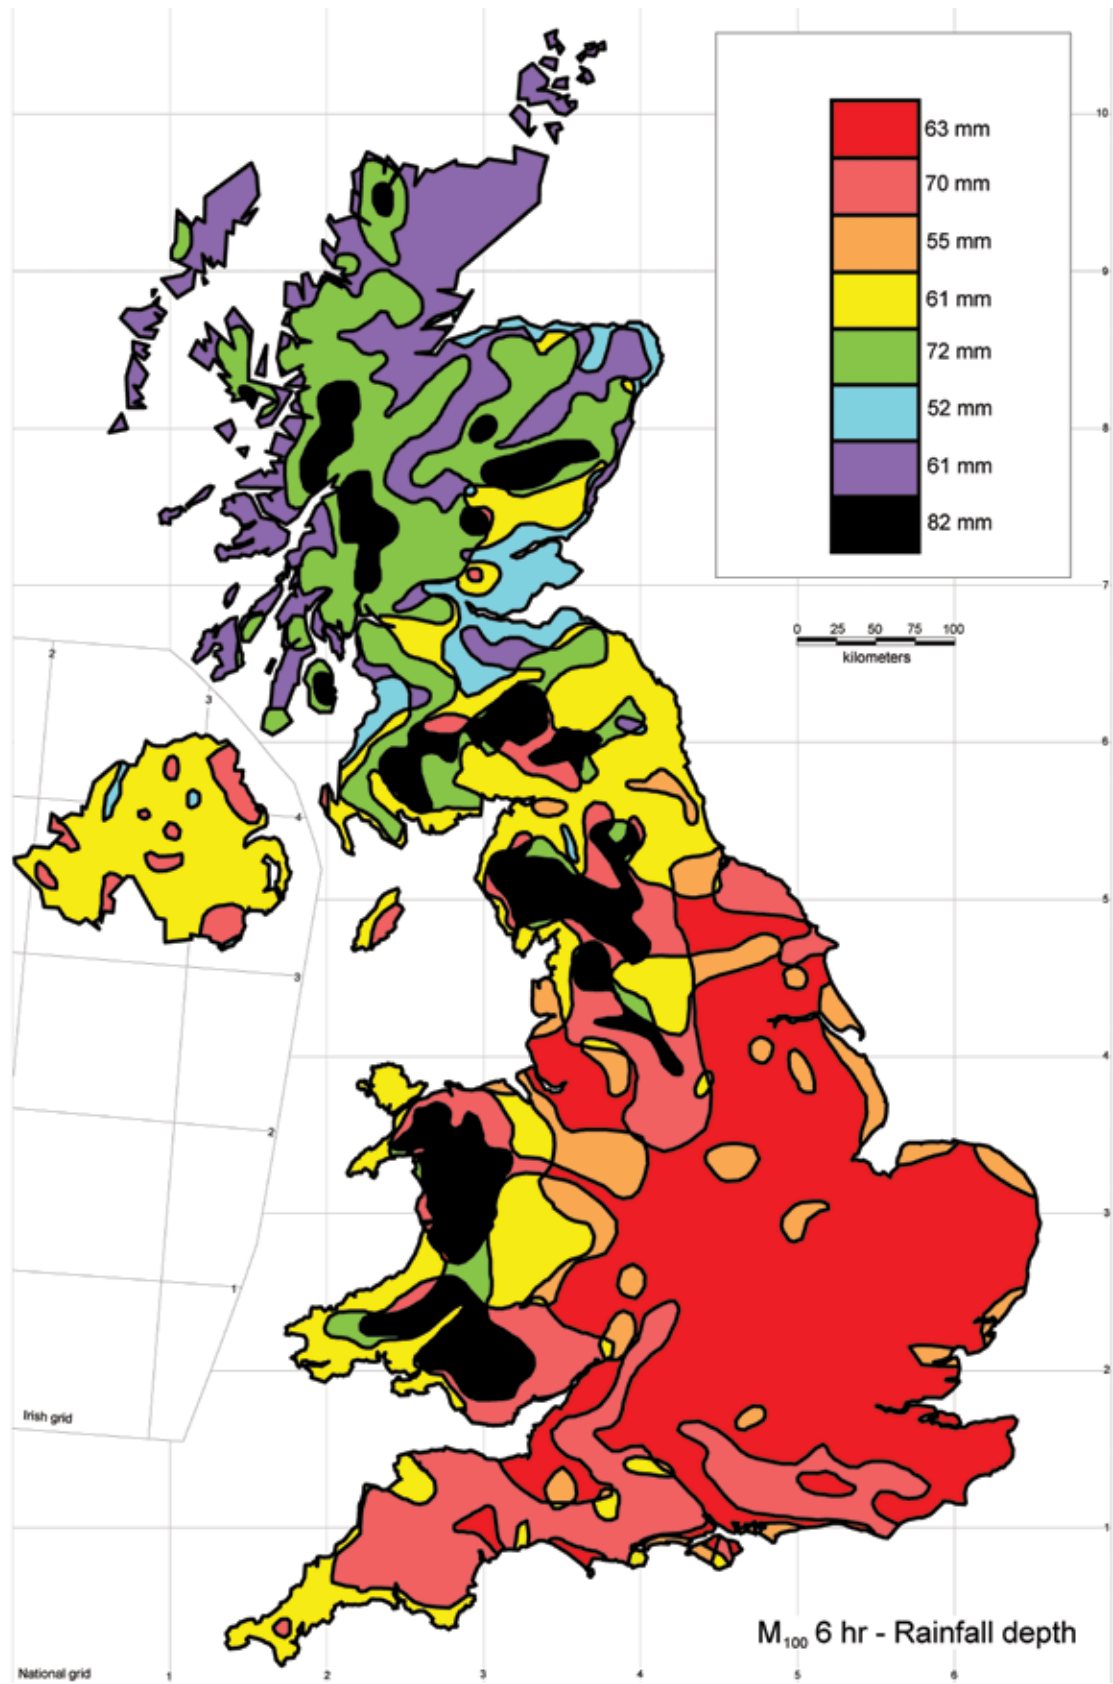 63 mm
70 mm
55 mm
61 mm
72 mm
52 mm
61 mm
82 mm
10
9
8
7
0 25 50 75 100
kilometers
2
3
6
4
5
3
4
2
3
1
2
Irish grid
1
M100 6 hr - Rainfall depth
National grid 1 2 3 4 5 6